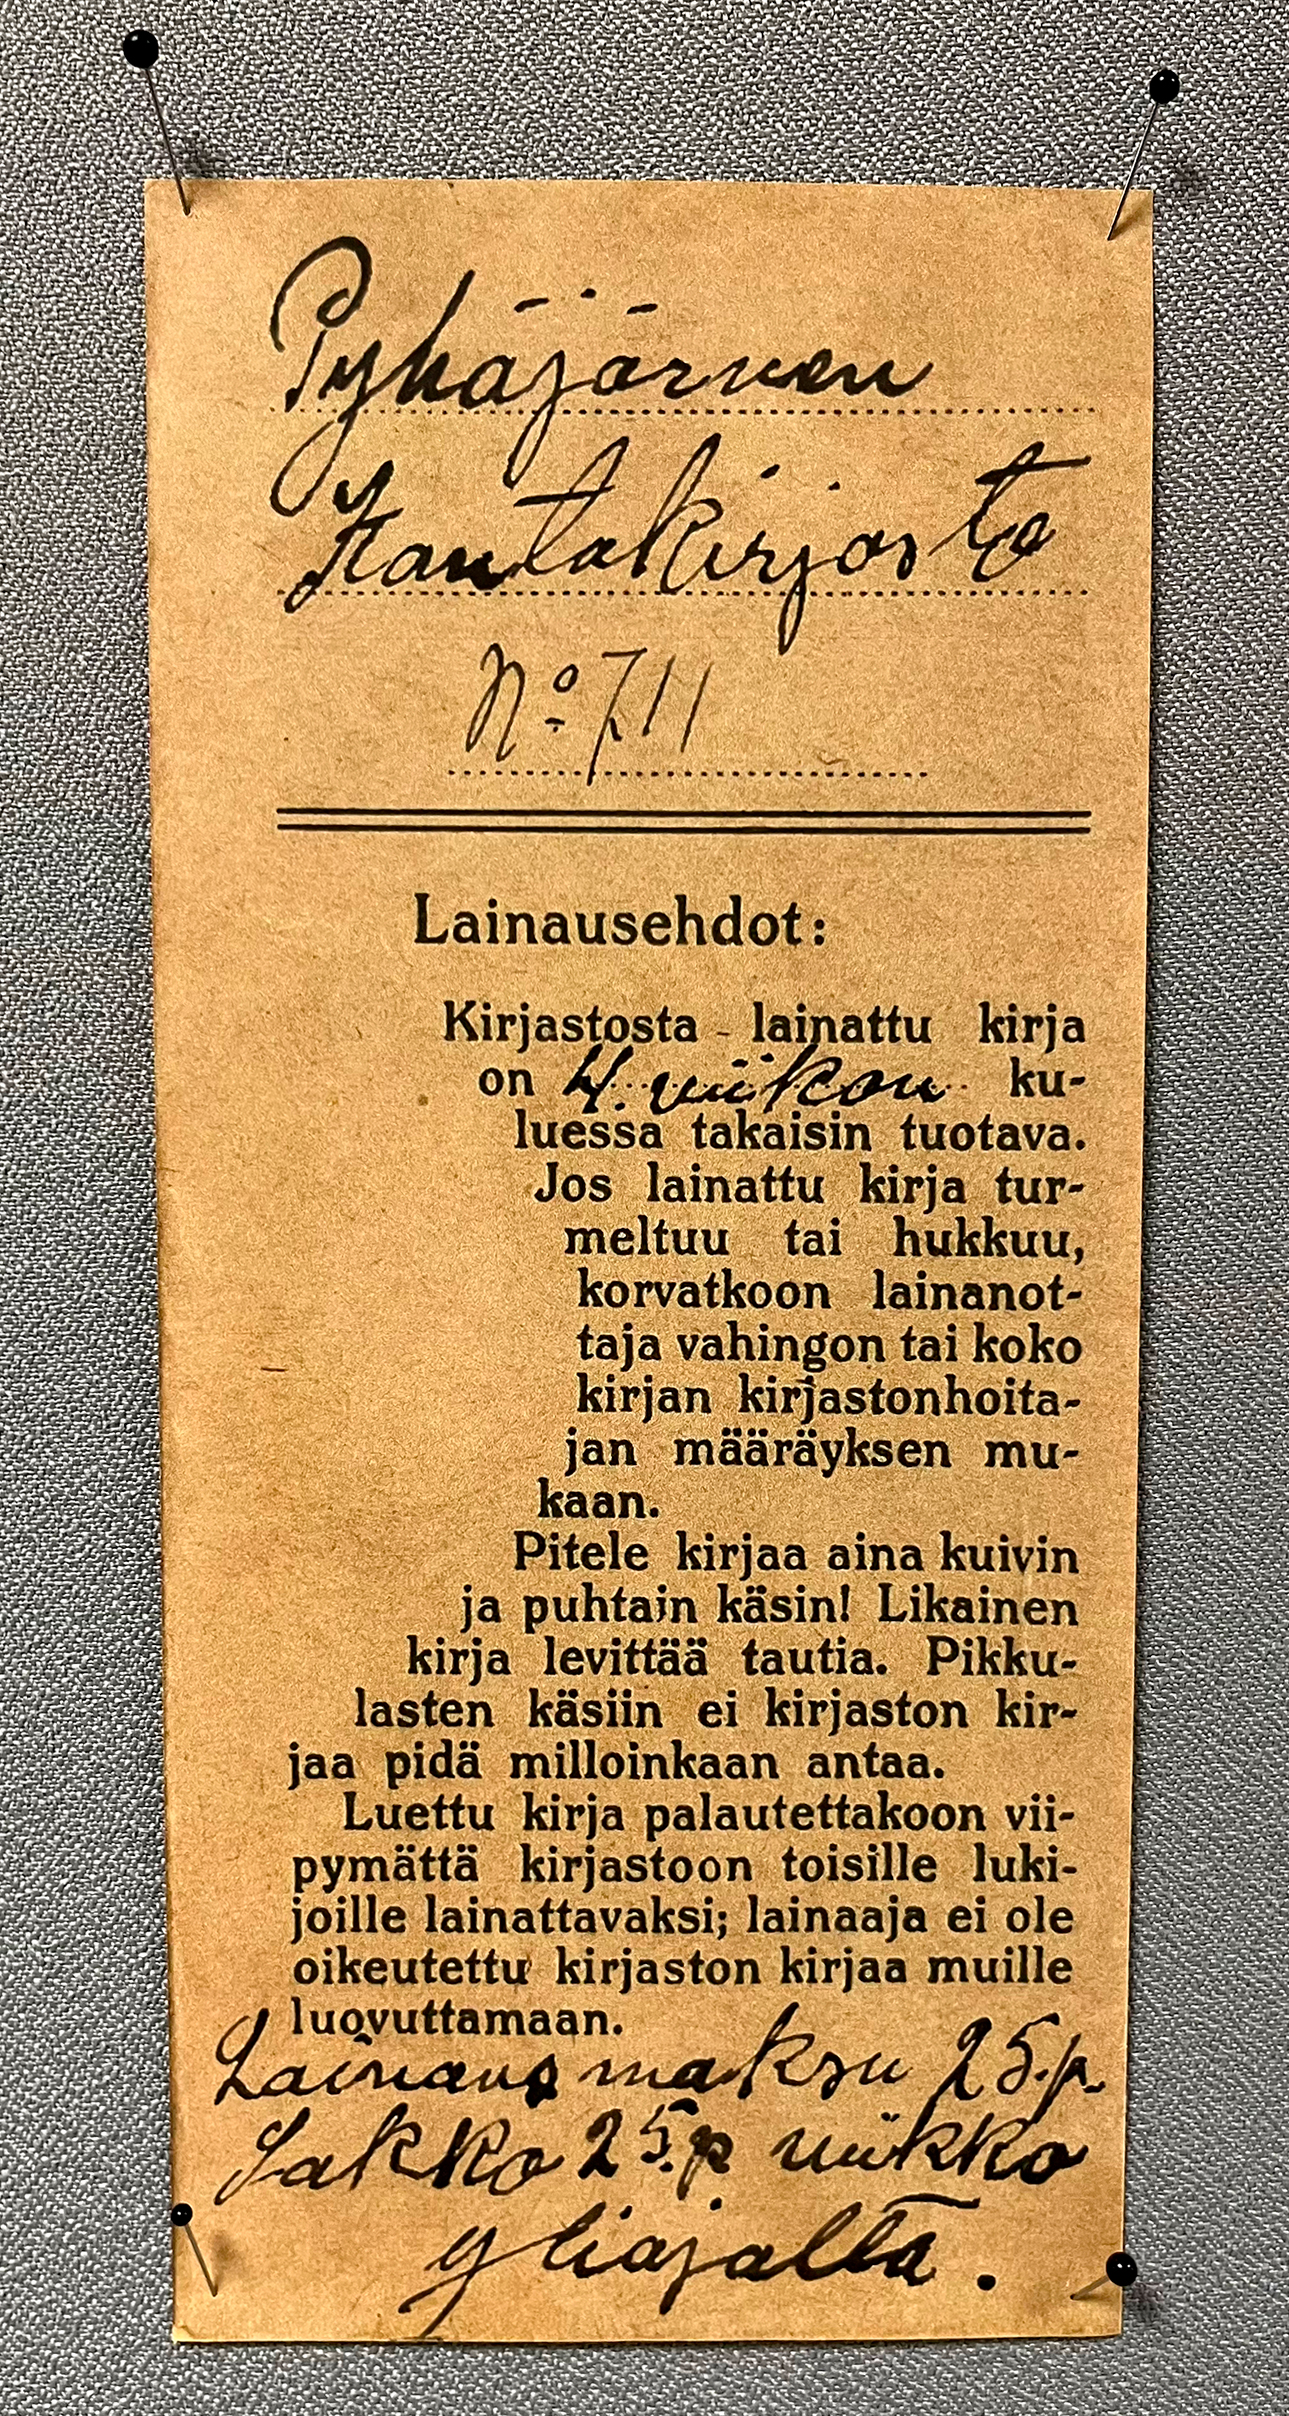 Pyhäjärven
Kantakirjasto
No 711
Lainausehdot:
Kirjastosta lainattu kirja
on 4. viikon ku-
luessa takaisin tuotava.
Jos lainattu kirja tur-
meltuu tai hukkuu,
korvatkoon lainanot-
taja vahingon tai koko
kirjan kirjastonhoita-
jan määräyksen mu-
kaan.
Pitele kirjaa aina kuivin
ja puhtain käsin! Likainen
kirja levittää tautia. Pikku-
lasten käsiin ei kirjaston kir-
jaa pidä milloinkaan antaa.
Luettu kirja palautettakoon vii-
pymättä kirjastoon toisille luki-
joille lainattavaksi; lainaaja ei ole
oikeutettu kirjaston kirjaa muille
luovuttamaan.
Lainaus maksu 25.p.
Sakko 25.p viikko
yliajalta.